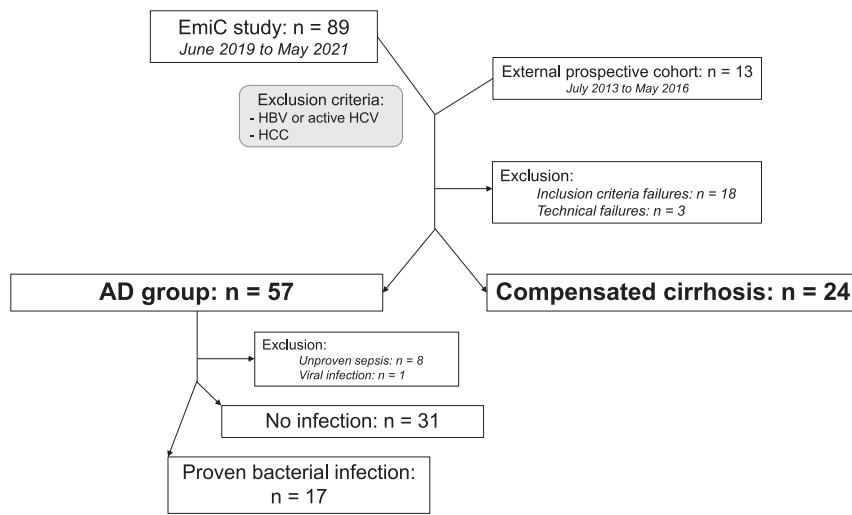 EmiC study: n = 89
June 2019 to May 2021
External prospective cohort: n = 13
July 2013 to May 2016
Exclusion criteria:
- HBV or active HCV
- HCC
Exclusion:
Inclusion criteria failures: n = 18
Technical failures: n = 3
AD group: n = 57
Compensated cirrhosis: n = 24
Exclusion:
Unproven sepsis: n = 8
Viral infection: n = 1
No infection: n = 31
Proven bacterial infection:
n = 17